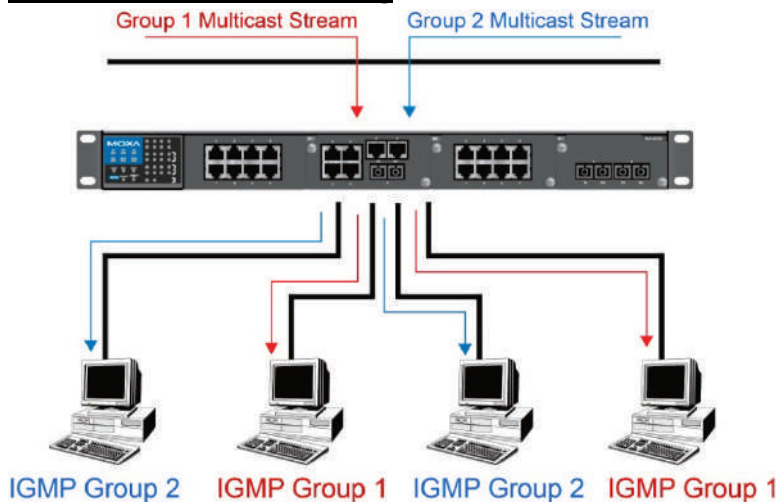 Group 1 Multicast Stream
Group 2 Multicast Stream
MOXA
IGMP Group 2
IGMP Group 1
IGMP Group 2
IGMP Group 1